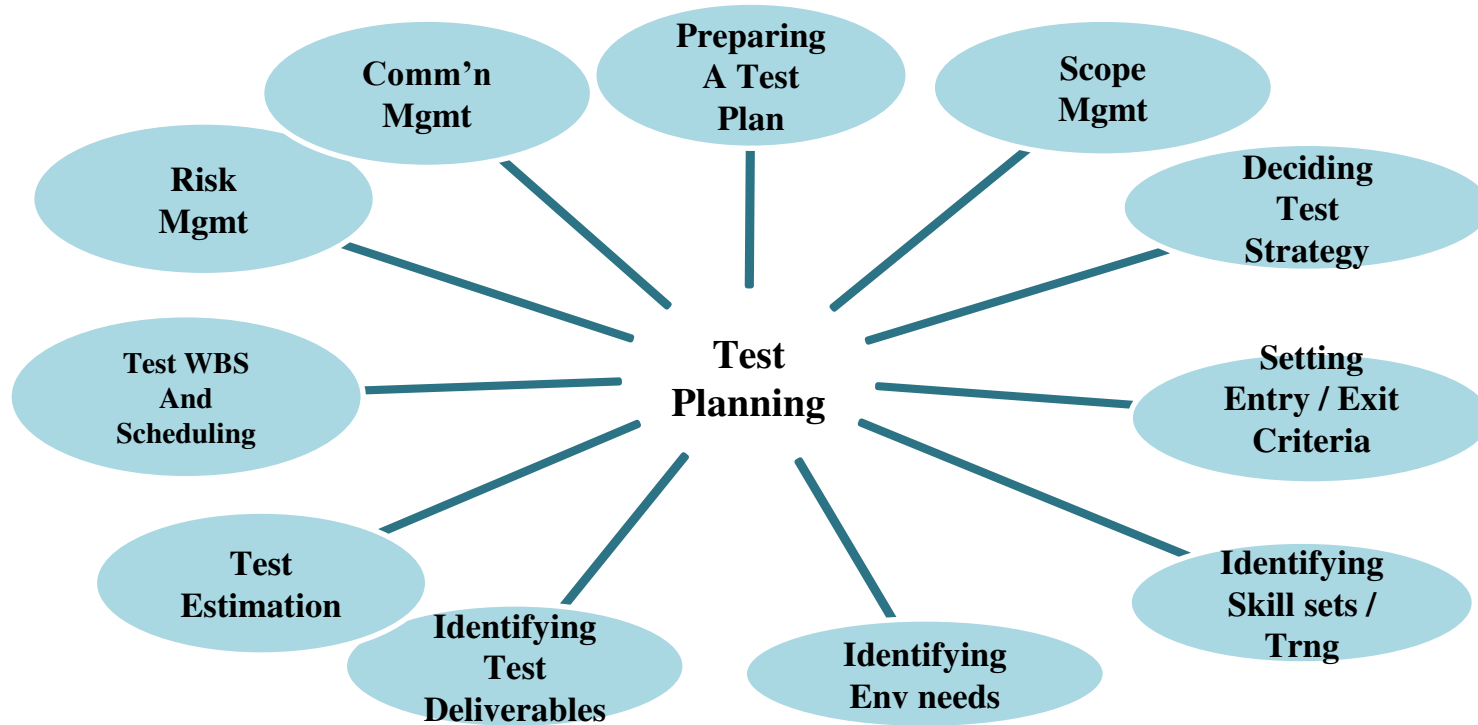 Preparing
A Test
Plan
Scope
Mgmt
Deciding
Test
Strategy
Setting
Entry / Exit
Criteria
Identifying
Skill sets /
Trng
Identifying
Env needs
Identifying
Test
Deliverables
Test
Estimation
Test WBS
And
Scheduling
Risk
Mgmt
Comm’n
Mgmt
Test
Planning